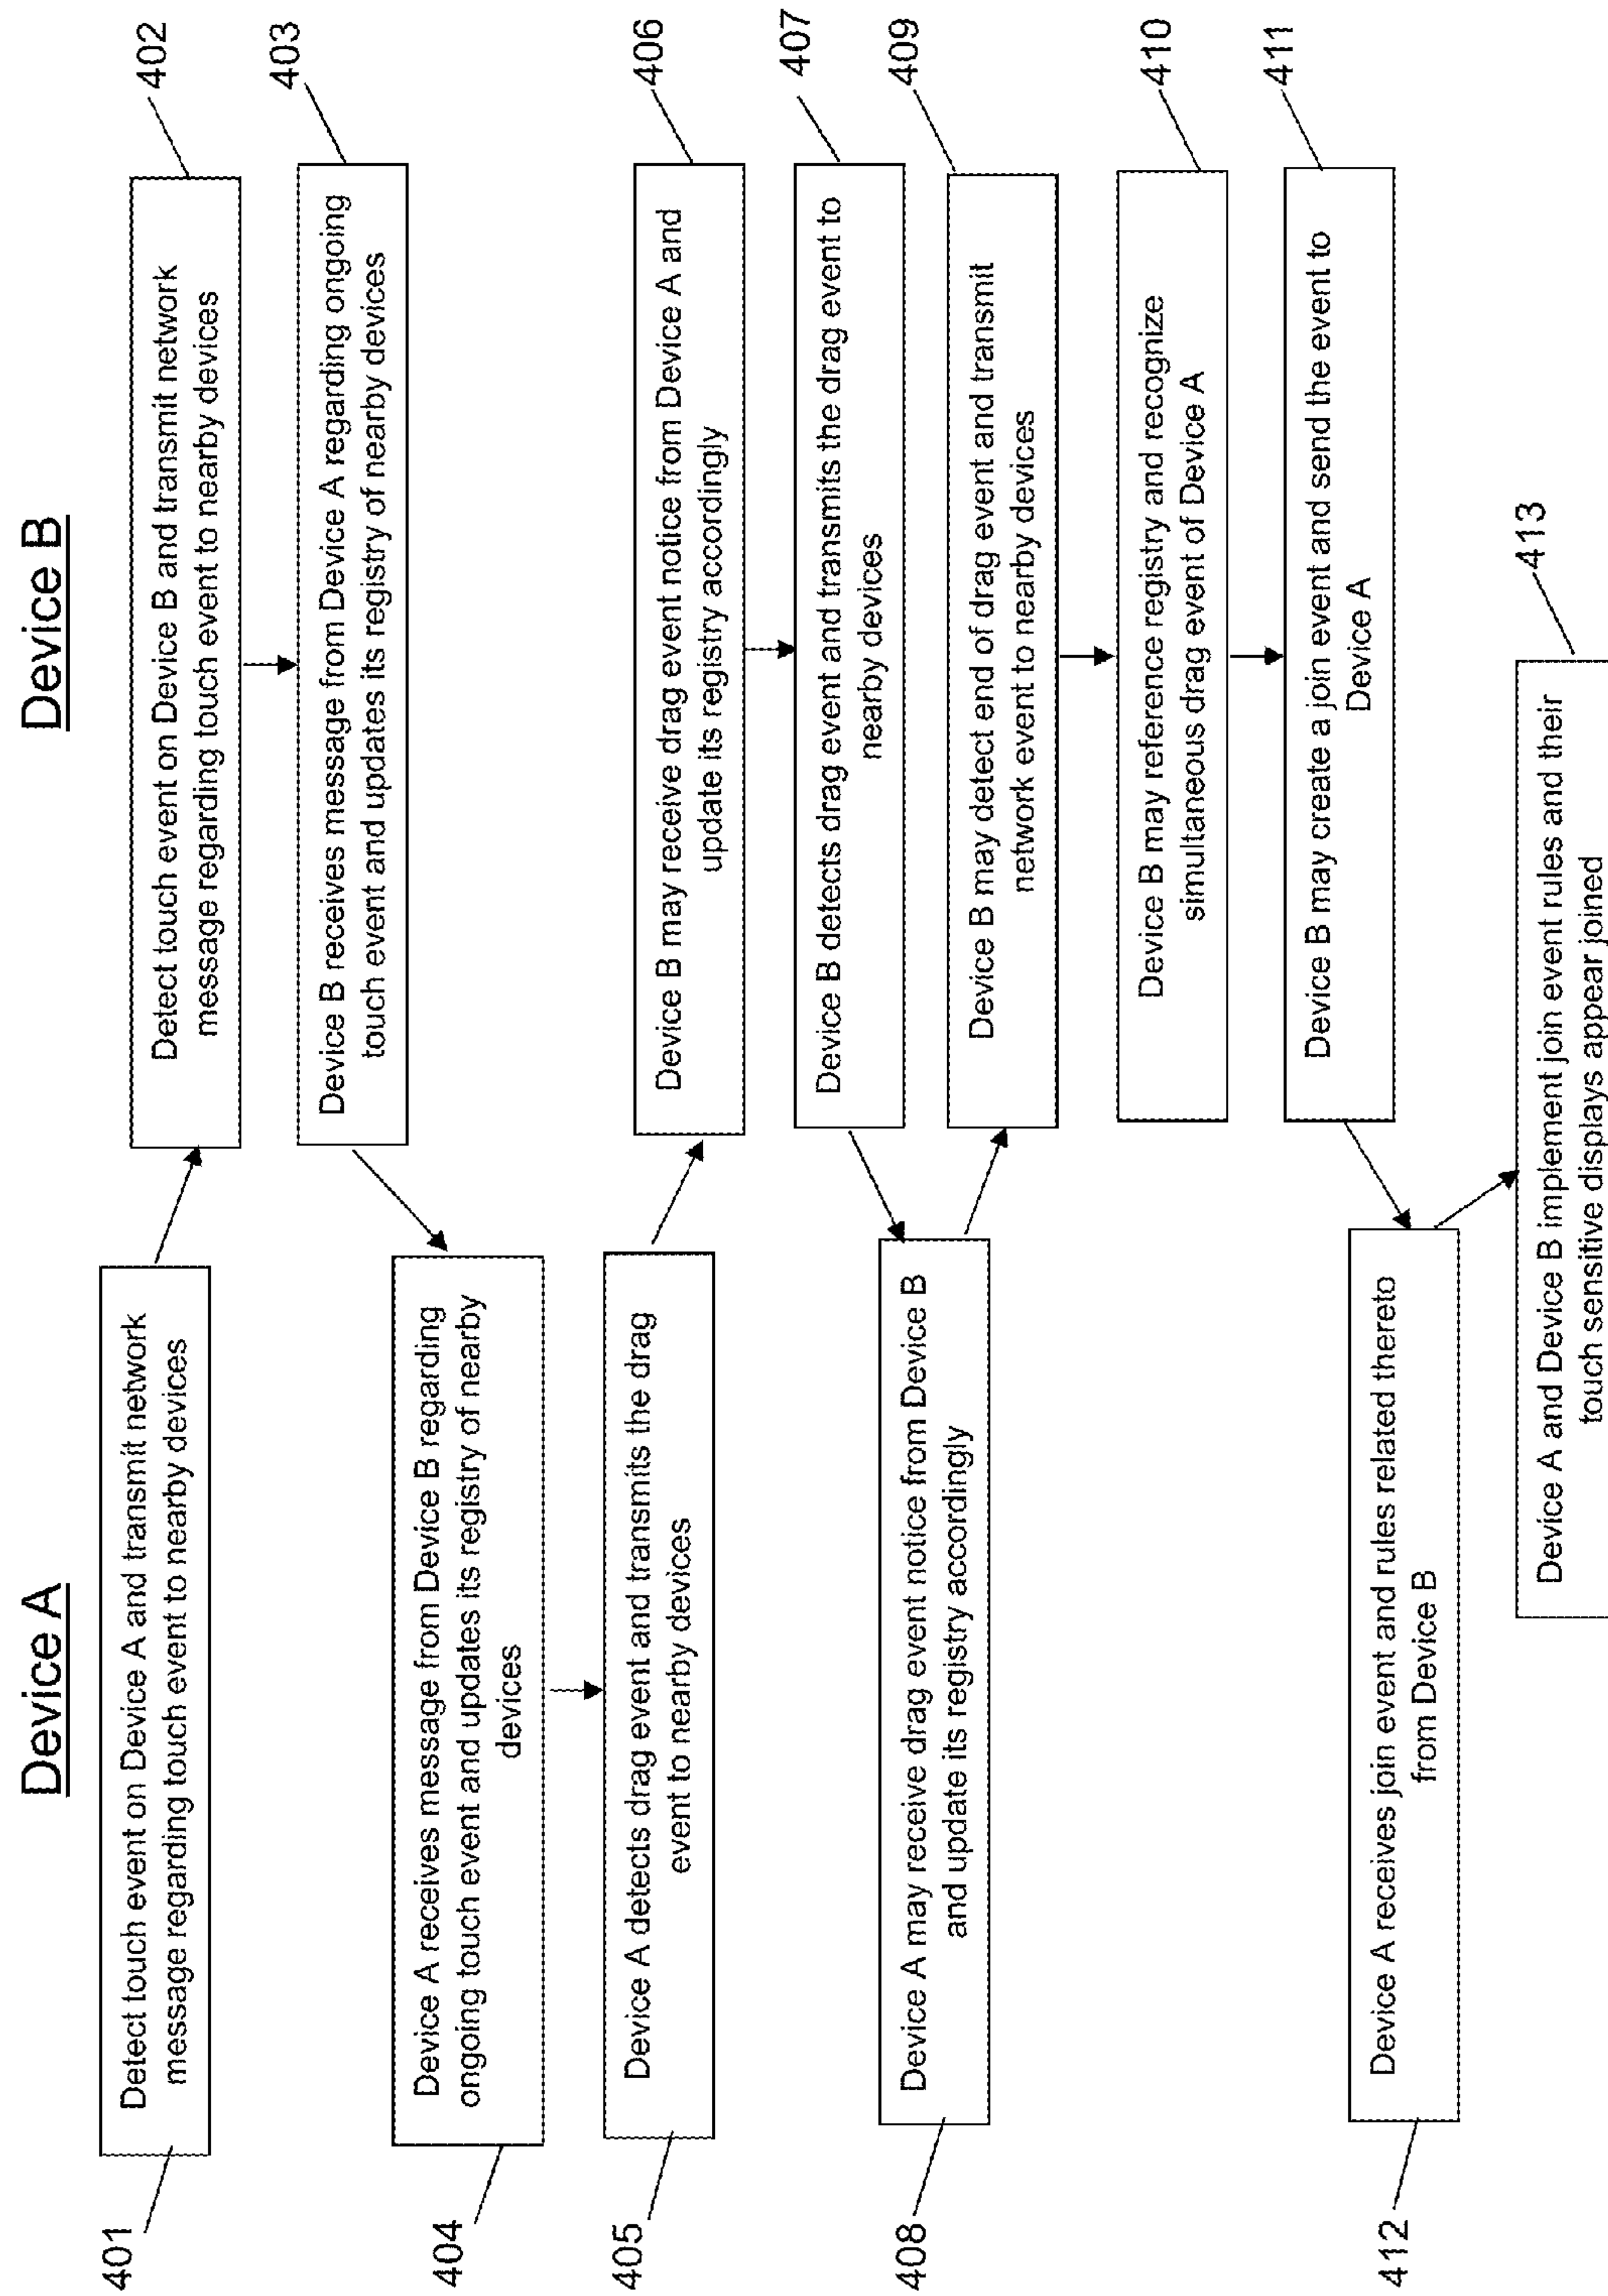 Device A
Device B
401
Detect touch event on Device A and transmit network
message regarding touch event to nearby devices
402
Detect touch event on Device B and transmit network
message regarding touch event to nearby devices
403
Device B receives message from Device A regarding ongoing
touch event and updates its registry of nearby devices
404
Device A receives message from Device B regarding
ongoing touch event and updates its registry of nearby
devices
405
Device A detects drag event and transmits the drag
event to nearby devices
406
Device B may receive drag event notice from Device A and
update its registry accordingly
407
Device B detects drag event and transmits the drag event to
nearby devices
408
Device A may receive drag event notice from Device B
and update its registry accordingly
409
Device B may detect end of drag event and transmit
network event to nearby devices
410
Device B may reference registry and recognize
simultaneous drag event of Device A
411
Device B may create a join event and send the event to
Device A
412
Device A receives join event and rules related thereto
from Device B
413
Device A and Device B implement join event rules and their
touch sensitive displays appear joined